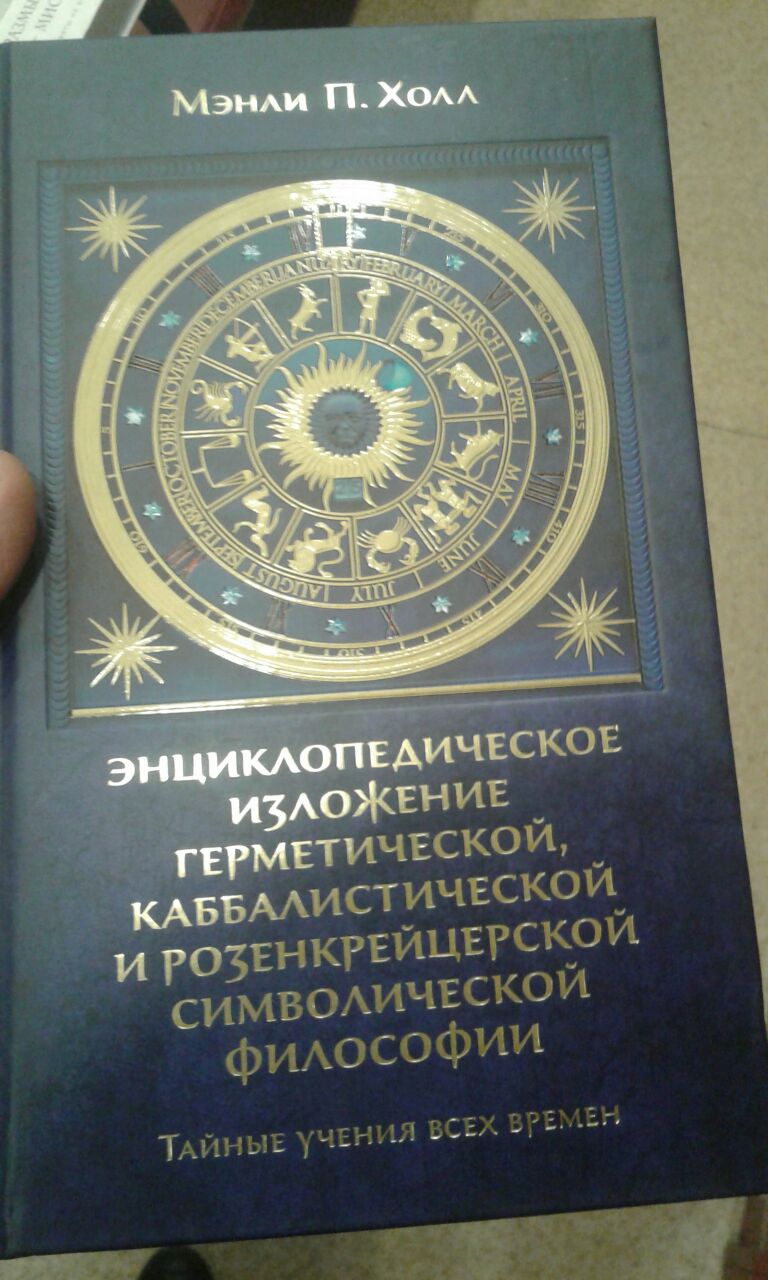 Мэнли П. Холл
JANUARY
FEBRUARY
MARCH
APRIL
MAY
JUNE
JULY
AUGUST
SEPTEMBER
OCTOBER
NOVEMBER
DECEMBER
ЭНЦИКЛОПЕДИЧЕСКОЕ
ИЗЛОЖЕНИЕ
ГЕРМЕТИЧЕСКОЙ,
КАББАЛИСТИЧЕСКОЙ
И РОЗЕНКРЕЙЦЕРСКОЙ
СИМВОЛИЧЕСКОЙ
ФИЛОСОФИИ
Тайные учения всех времен